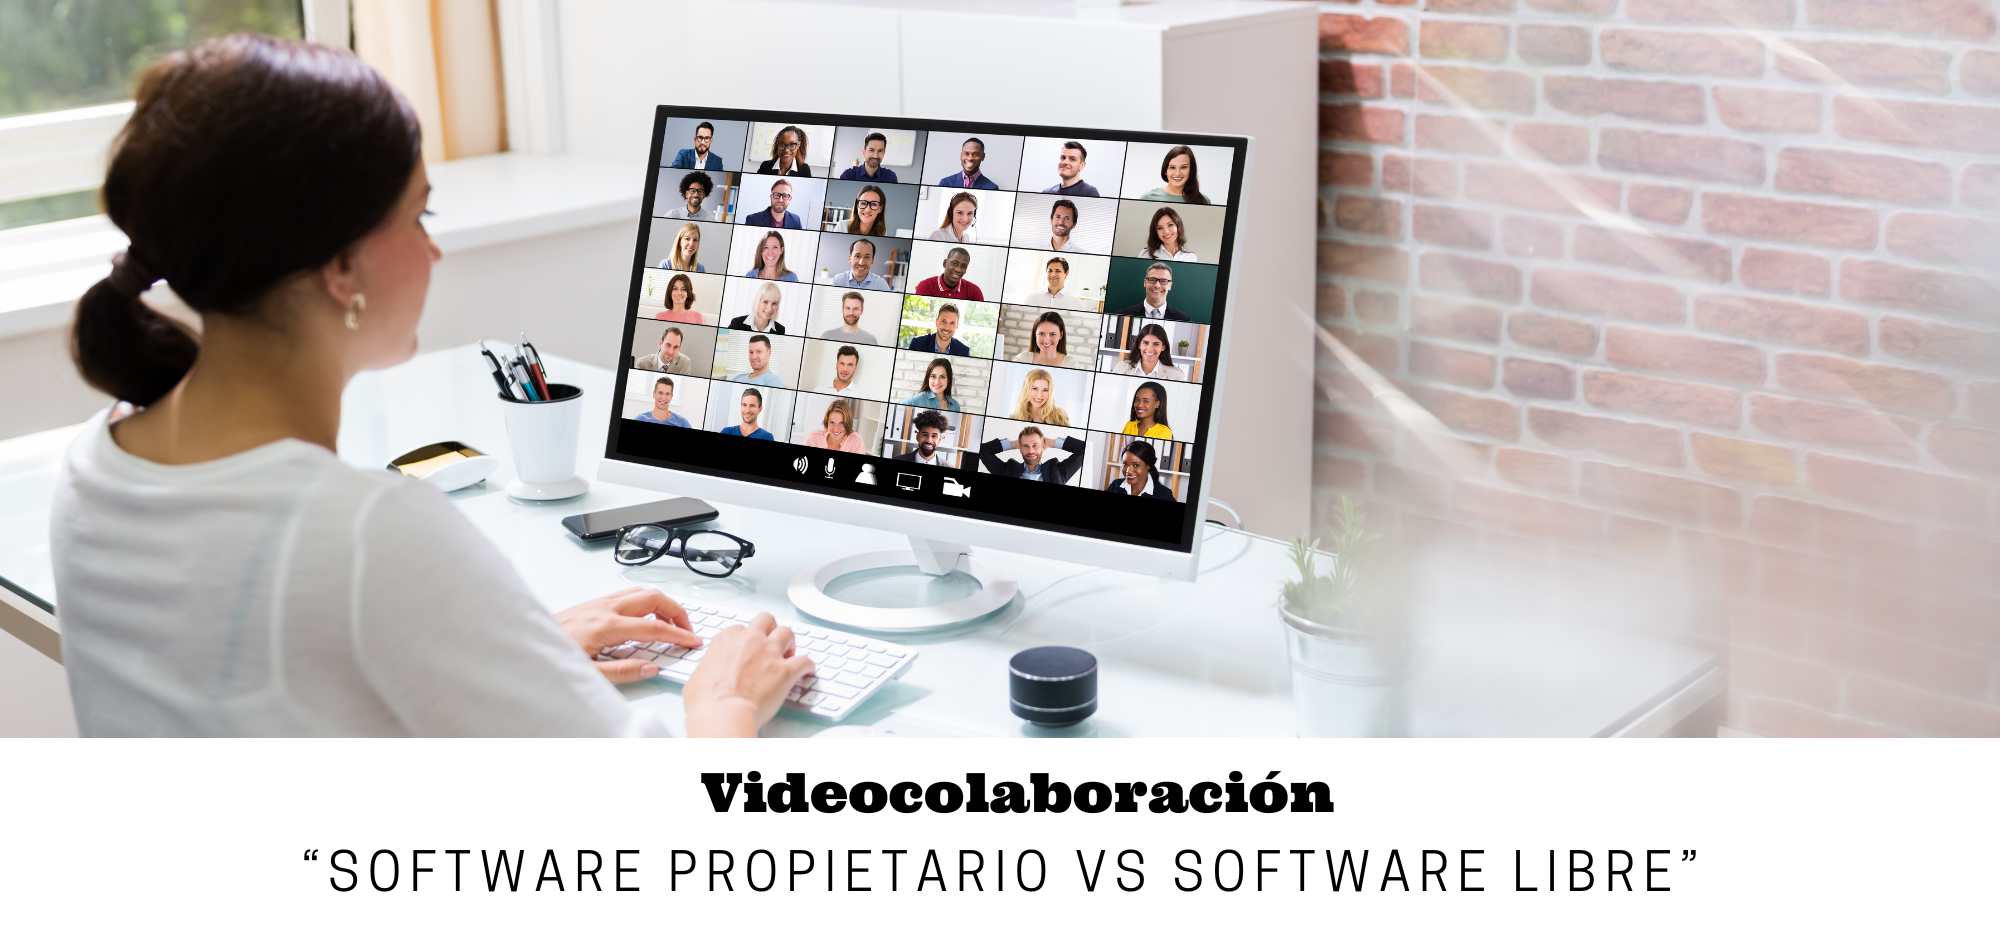 Videocolaboración
“SOFTWARE PROPIETARIO VS SOFTWARE LIBRE”